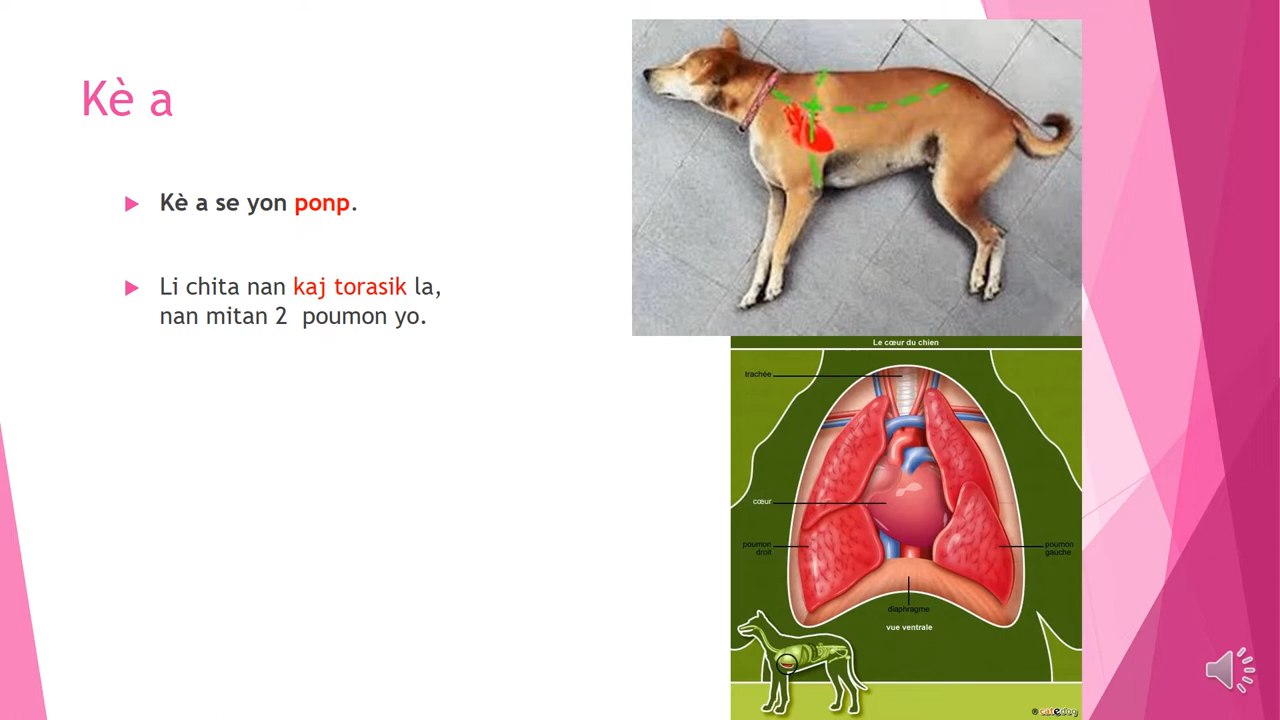 Kè a
Kè a se yon ponp.
Li chita nan kaj torasik la,
nan mitan 2 poumon yo.
Le cœur du chien
trachée
cœur
poumon
droit
poumon
gauche
diaphragme
vue ventrale